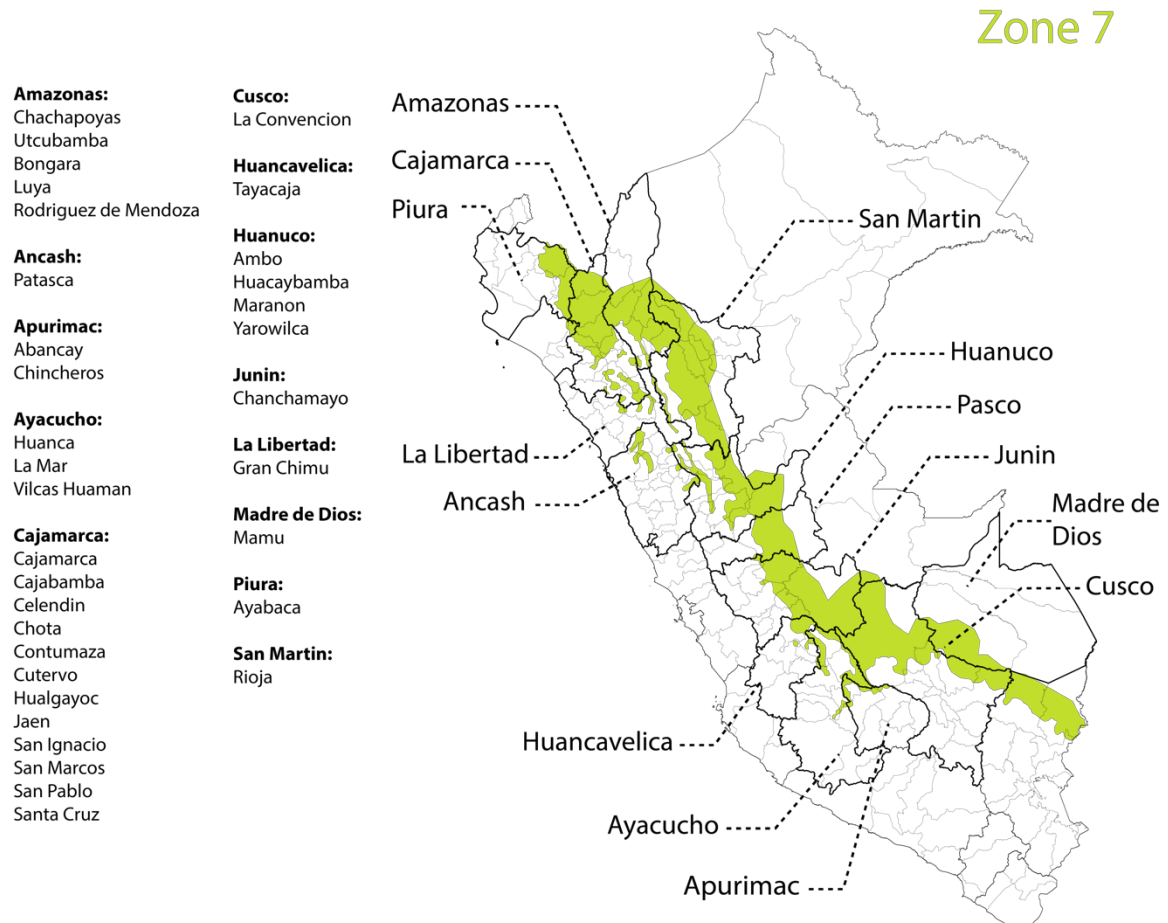 Zone 7
Amazonas:
Chachapoyas
Utcubamba
Bongara
Luya
Rodriguez de Mendoza
Ancash:
Patasca
Apurimac:
Abancay
Chincheros
Ayacucho:
Huanca
La Mar
Vilcas Huaman
Cajamarca:
Cajamarca
Cajabamba
Celendin
Chota
Contumaza
Cutervo
Hualgayoc
Jaen
San Ignacio
San Marcos
San Pablo
Santa Cruz
Cusco:
La Convencion
Huancavelica:
Tayacaja
Huanuco:
Ambo
Huacaybamba
Maranon
Yarowilca
Junin:
Chanchamayo
La Libertad:
Gran Chimu
Madre de Dios:
Mamu
Piura:
Ayabaca
San Martin:
Rioja
Amazonas
Cajamarca
Piura
San Martin
Huanuco
Pasco
La Libertad
Junin
Ancash
Madre de
Dios
Cusco
Huancavelica
Ayacucho
Apurimac